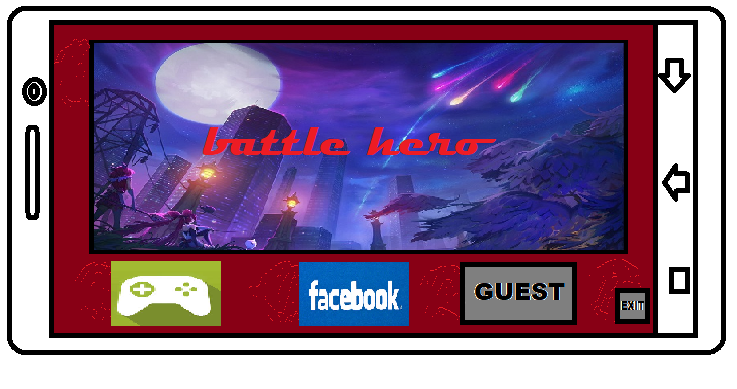 battle hero
facebook.
GUEST
EXIT